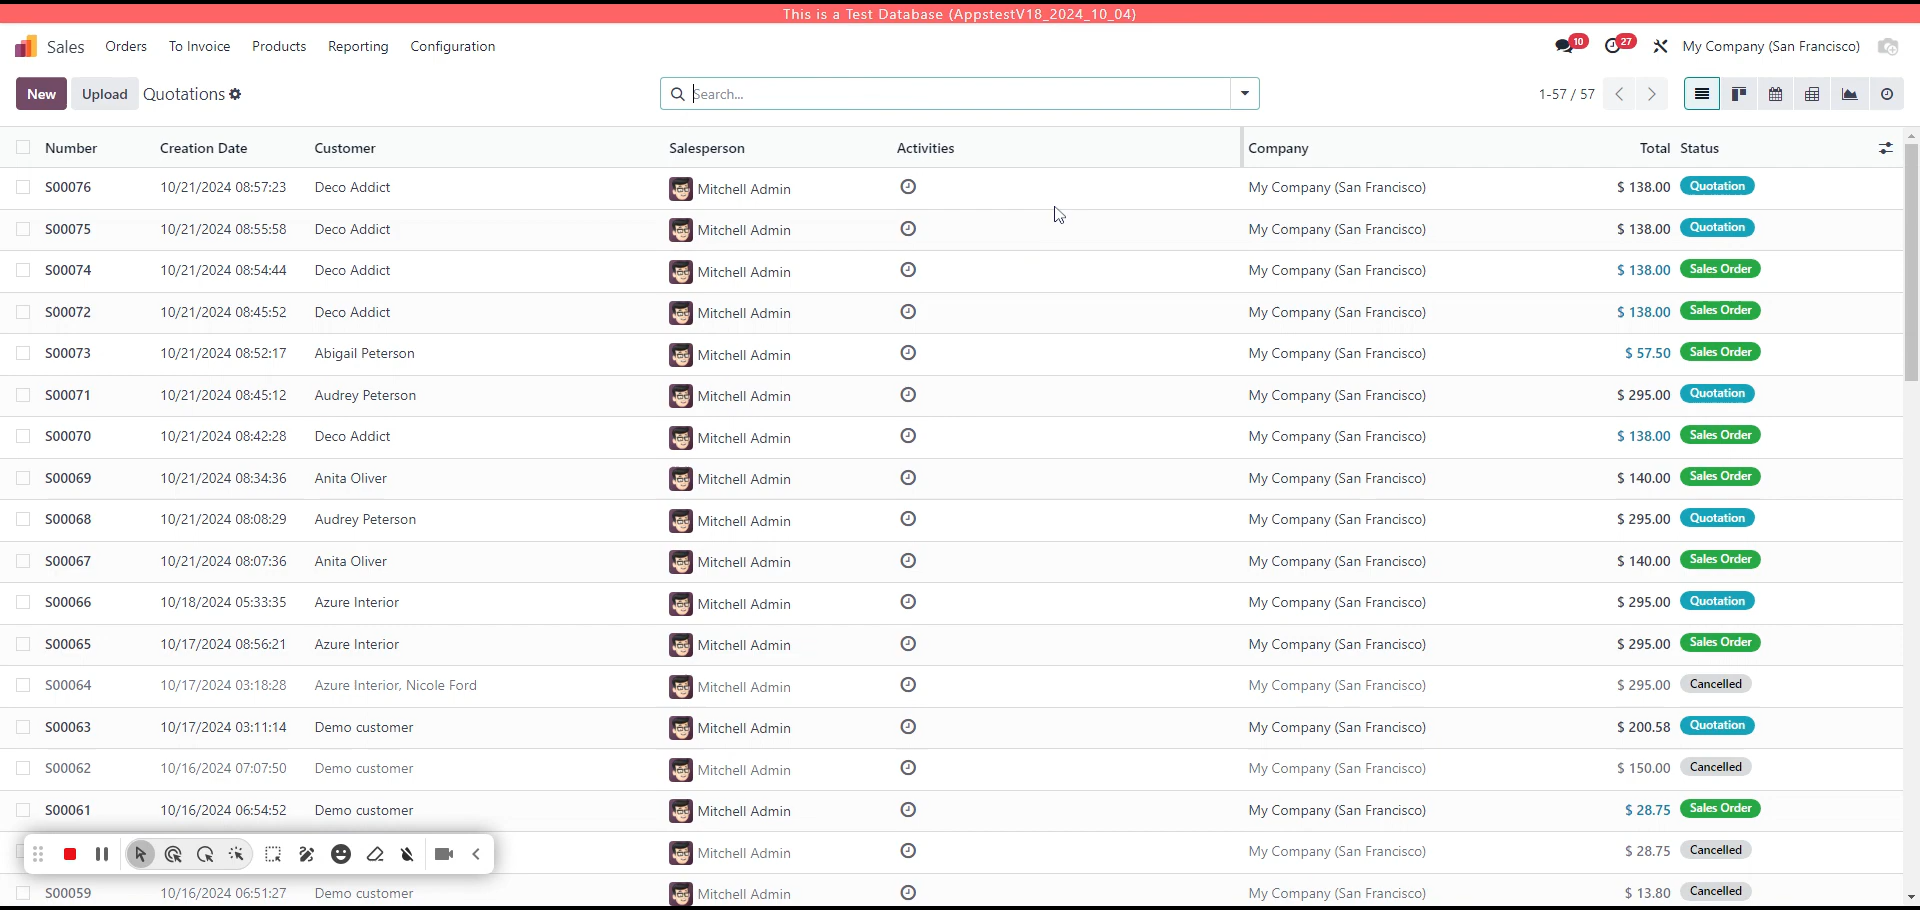 This is a Test Database (AppstestV18_2024_10_04)
Sales Orders To Invoice Products Reporting Configuration 10 27 My Company (San Francisco)
New Upload Quotations Search... 1-57 / 57
Number Creation Date Customer Salesperson Activities Company Total Status
S00076 10/21/2024 08:57:23 Deco Addict Mitchell Admin My Company (San Francisco) $ 138.00 Quotation
S00075 10/21/2024 08:55:58 Deco Addict Mitchell Admin My Company (San Francisco) $ 138.00 Quotation
S00074 10/21/2024 08:54:44 Deco Addict Mitchell Admin My Company (San Francisco) $ 138.00 Sales Order
S00072 10/21/2024 08:45:52 Deco Addict Mitchell Admin My Company (San Francisco) $ 138.00 Sales Order
S00073 10/21/2024 08:52:17 Abigail Peterson Mitchell Admin My Company (San Francisco) $ 57.50 Sales Order
S00071 10/21/2024 08:45:12 Audrey Peterson Mitchell Admin My Company (San Francisco) $ 295.00 Quotation
S00070 10/21/2024 08:42:28 Deco Addict Mitchell Admin My Company (San Francisco) $ 138.00 Sales Order
S00069 10/21/2024 08:34:36 Anita Oliver Mitchell Admin My Company (San Francisco) $ 140.00 Sales Order
S00068 10/21/2024 08:08:29 Audrey Peterson Mitchell Admin My Company (San Francisco) $ 295.00 Quotation
S00067 10/21/2024 08:07:36 Anita Oliver Mitchell Admin My Company (San Francisco) $ 140.00 Sales Order
S00066 10/18/2024 05:33:35 Azure Interior Mitchell Admin My Company (San Francisco) $ 295.00 Quotation
S00065 10/17/2024 08:56:21 Azure Interior Mitchell Admin My Company (San Francisco) $ 295.00 Sales Order
S00064 10/17/2024 03:18:28 Azure Interior, Nicole Ford Mitchell Admin My Company (San Francisco) $ 295.00 Cancelled
S00063 10/17/2024 03:11:14 Demo customer Mitchell Admin My Company (San Francisco) $ 200.58 Quotation
S00062 10/16/2024 07:07:50 Demo customer Mitchell Admin My Company (San Francisco) $ 150.00 Cancelled
S00061 10/16/2024 06:54:52 Demo customer Mitchell Admin My Company (San Francisco) $ 28.75 Sales Order
Mitchell Admin My Company (San Francisco) $ 28.75 Cancelled
S00059 10/16/2024 06:51:27 Demo customer Mitchell Admin My Company (San Francisco) $ 13.80 Cancelled